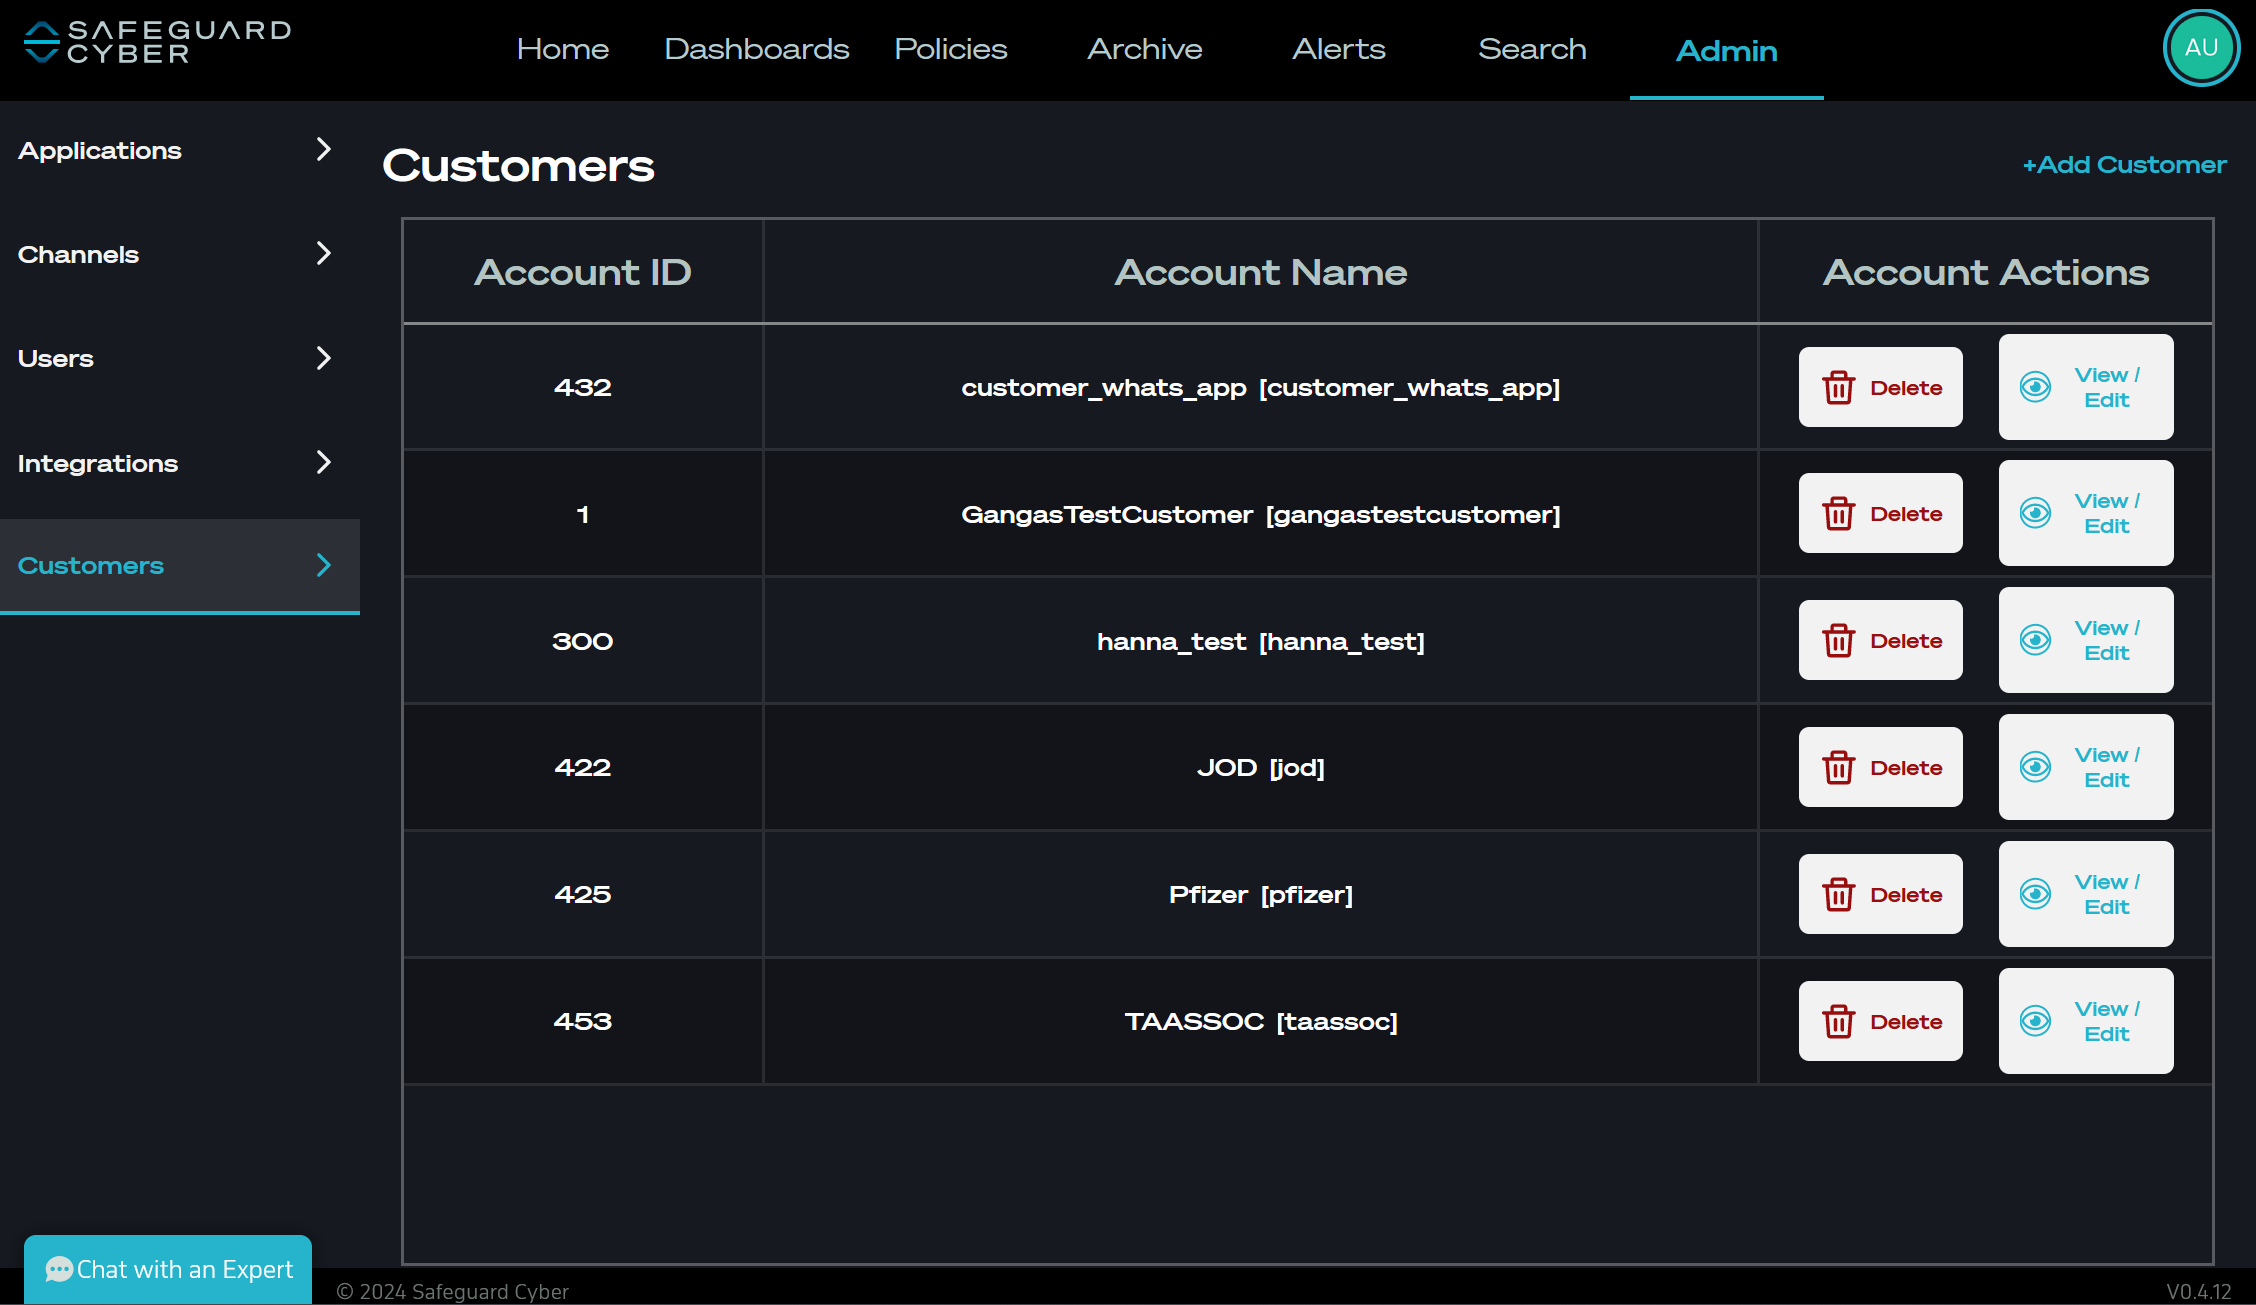 SAFEGUARD
CYBER
Home Dashboards Policies Archive Alerts Search Admin
AU
Applications
Channels
Users
Integrations
Customers
Customers
+Add Customer
Account ID Account Name Account Actions
432 customer_whats_app [customer_whats_app] Delete View /
Edit
1 GangasTestCustomer [gangastestcustomer] Delete View /
Edit
300 hanna_test [hanna_test] Delete View /
Edit
422 JOD [jod] Delete View /
Edit
425 Pfizer [pfizer] Delete View /
Edit
453 TAASSOC [taassoc] Delete View /
Edit
Chat with an Expert
© 2024 Safeguard Cyber
V0.4.12